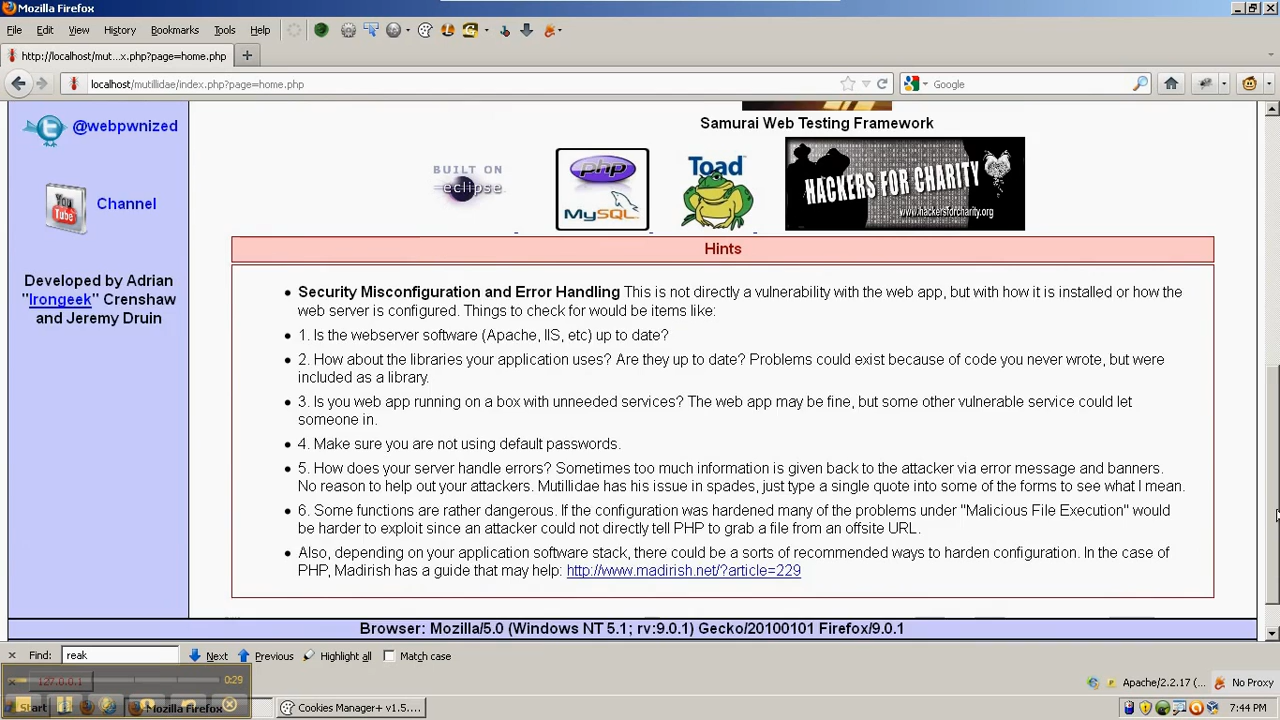 Mozilla Firefox
File Edit View History Bookmarks Tools Help
http://localhost/mut...x.php?page=home.php
localhost/mutillidae/index.php?page=home.php
Google
@webpwnized
You Tube
Channel
Developed by Adrian
"Irongeek" Crenshaw
and Jeremy Druin
Samurai Web Testing Framework
BUILT ON
eclipse
php
MySQL
Toad
HACKERS FOR CHARITY
www.hackersforcharity.org
Hints
Security Misconfiguration and Error Handling This is not directly a vulnerability with the web app, but with how it is installed or how the
web server is configured. Things to check for would be items like:
1. Is the webserver software (Apache, IIS, etc) up to date?
2. How about the libraries your application uses? Are they up to date? Problems could exist because of code you never wrote, but were
included as a library.
3. Is you web app running on a box with unneeded services? The web app may be fine, but some other vulnerable service could let
someone in.
4. Make sure you are not using default passwords.
5. How does your server handle errors? Sometimes too much information is given back to the attacker via error message and banners.
No reason to help out your attackers. Mutillidae has his issue in spades, just type a single quote into some of the forms to see what I mean.
6. Some functions are rather dangerous. If the configuration was hardened many of the problems under "Malicious File Execution" would
be harder to exploit since an attacker could not directly tell PHP to grab a file from an offsite URL.
Also, depending on your application software stack, there could be a sorts of recommended ways to harden configuration. In the case of
PHP, Madirish has a guide that may help: http://www.madirish.net/?article=229
Browser: Mozilla/5.0 (Windows NT 5.1; rv:9.0.1) Gecko/20100101 Firefox/9.0.1
Find: reak Next Previous Highlight all Match case
127.0.0.1 0:29 Apache/2.2.17 (... No Proxy
Start Mozilla Firefox Cookies Manager+ v1.5.... 7:44 PM